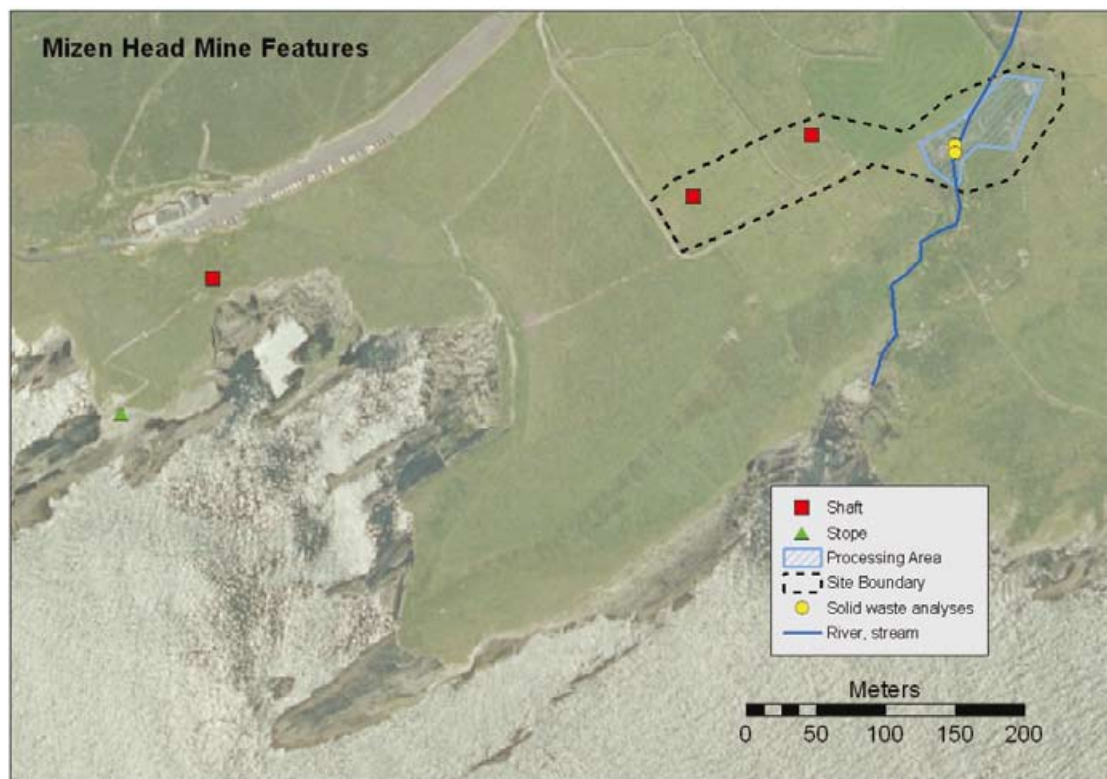 Mizen Head Mine Features
Shaft
Stope
Processing Area
Site Boundary
Solid waste analyses
River, stream
Meters
0 50 100 150 200